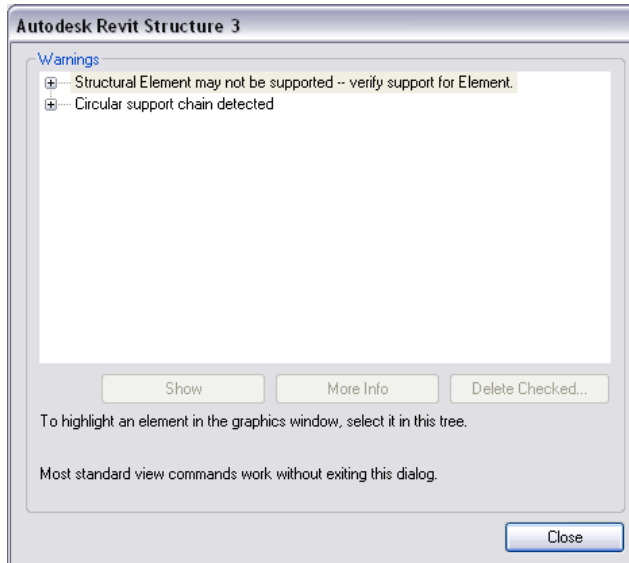 Autodesk Revit Structure 3
Warnings
Structural Element may not be supported -- verify support for Element.
Circular support chain detected
Show More Info Delete Checked...
To highlight an element in the graphics window, select it in this tree.
Most standard view commands work without exiting this dialog.
Close